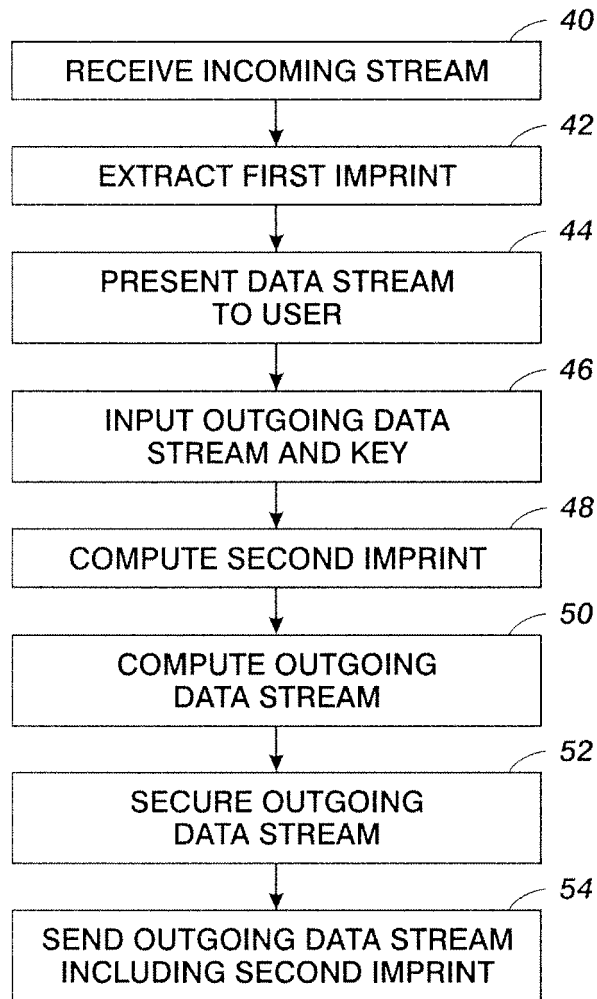 40
RECEIVE INCOMING STREAM
42
EXTRACT FIRST IMPRINT
44
PRESENT DATA STREAM
TO USER
46
INPUT OUTGOING DATA
STREAM AND KEY
48
COMPUTE SECOND IMPRINT
50
COMPUTE OUTGOING
DATA STREAM
52
SECURE OUTGOING
DATA STREAM
54
SEND OUTGOING DATA STREAM
INCLUDING SECOND IMPRINT